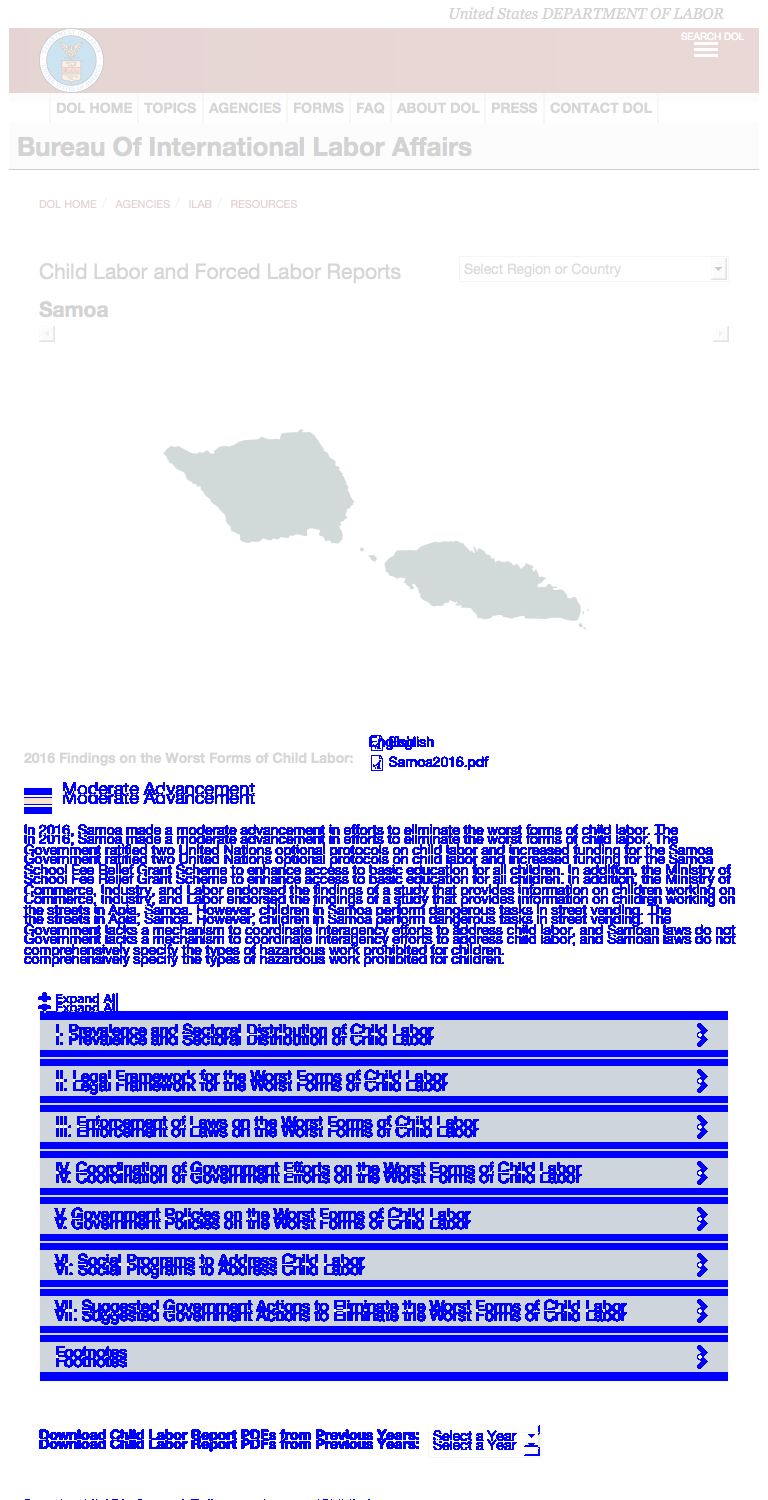 United States DEPARTMENT OF LABOR
SEARCH DOL
DOL HOME TOPICS AGENCIES FORMS FAQ ABOUT DOL PRESS CONTACT DOL
Bureau Of International Labor Affairs
DOL HOME / AGENCIES / ILAB / RESOURCES
Child Labor and Forced Labor Reports
Select Region or Country
Samoa
English
2016 Findings on the Worst Forms of Child Labor:
Samoa2016.pdf
Moderate Advancement
In 2016, Samoa made a moderate advancement in efforts to eliminate the worst forms of child labor. The
Government ratified two United Nations optional protocols on child labor and increased funding for the Samoa
School Fee Relief Grant Scheme to enhance access to basic education for all children. In addition, the Ministry of
Commerce, Industry, and Labor endorsed the findings of a study that provides information on children working on
the streets in Apia, Samoa. However, children in Samoa perform dangerous tasks in street vending. The
Government lacks a mechanism to coordinate interagency efforts to address child labor, and Samoan laws do not
comprehensively specify the types of hazardous work prohibited for children.
Expand All
I. Prevalence and Sectoral Distribution of Child Labor
II. Legal Framework for the Worst Forms of Child Labor
III. Enforcement of Laws on the Worst Forms of Child Labor
IV. Coordination of Government Efforts on the Worst Forms of Child Labor
V. Government Policies on the Worst Forms of Child Labor
VI. Social Programs to Address Child Labor
VII. Suggested Government Actions to Eliminate the Worst Forms of Child Labor
Footnotes
Download Child Labor Report PDFs from Previous Years: Select a Year